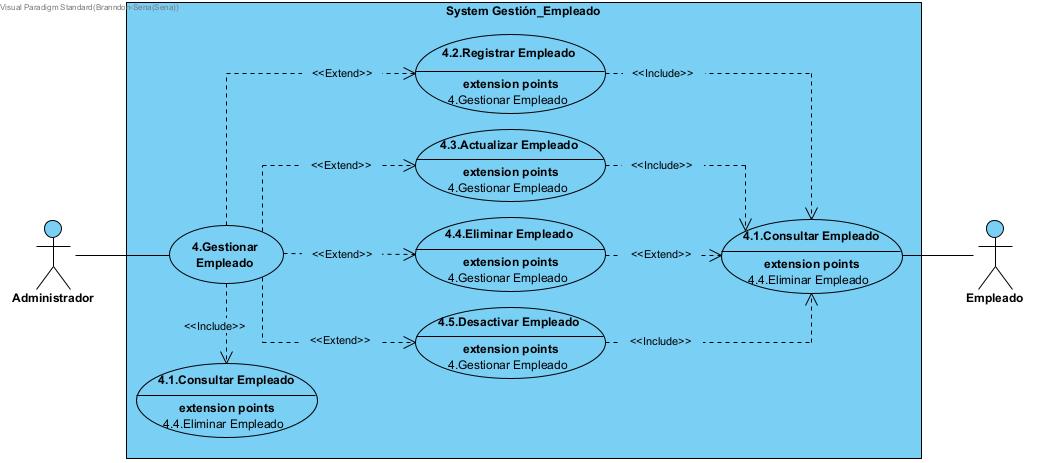 Visual Paradigm Standard(Branndon-Sena(Sena))
System Gestión_Empleado
4.2.Registrar Empleado
extension points
4.Gestionar Empleado
<<Extend>>
<<Include>>
4.3.Actualizar Empleado
extension points
4.Gestionar Empleado
<<Extend>>
<<Include>>
4.Gestionar
Empleado
4.4.Eliminar Empleado
extension points
4.Gestionar Empleado
<<Extend>>
<<Include>>
4.1.Consultar Empleado
extension points
4.4.Eliminar Empleado
Administrador
Empleado
4.5.Desactivar Empleado
extension points
4.Gestionar Empleado
<<Extend>>
<<Include>>
<<Include>>
4.1.Consultar Empleado
extension points
4.4.Eliminar Empleado